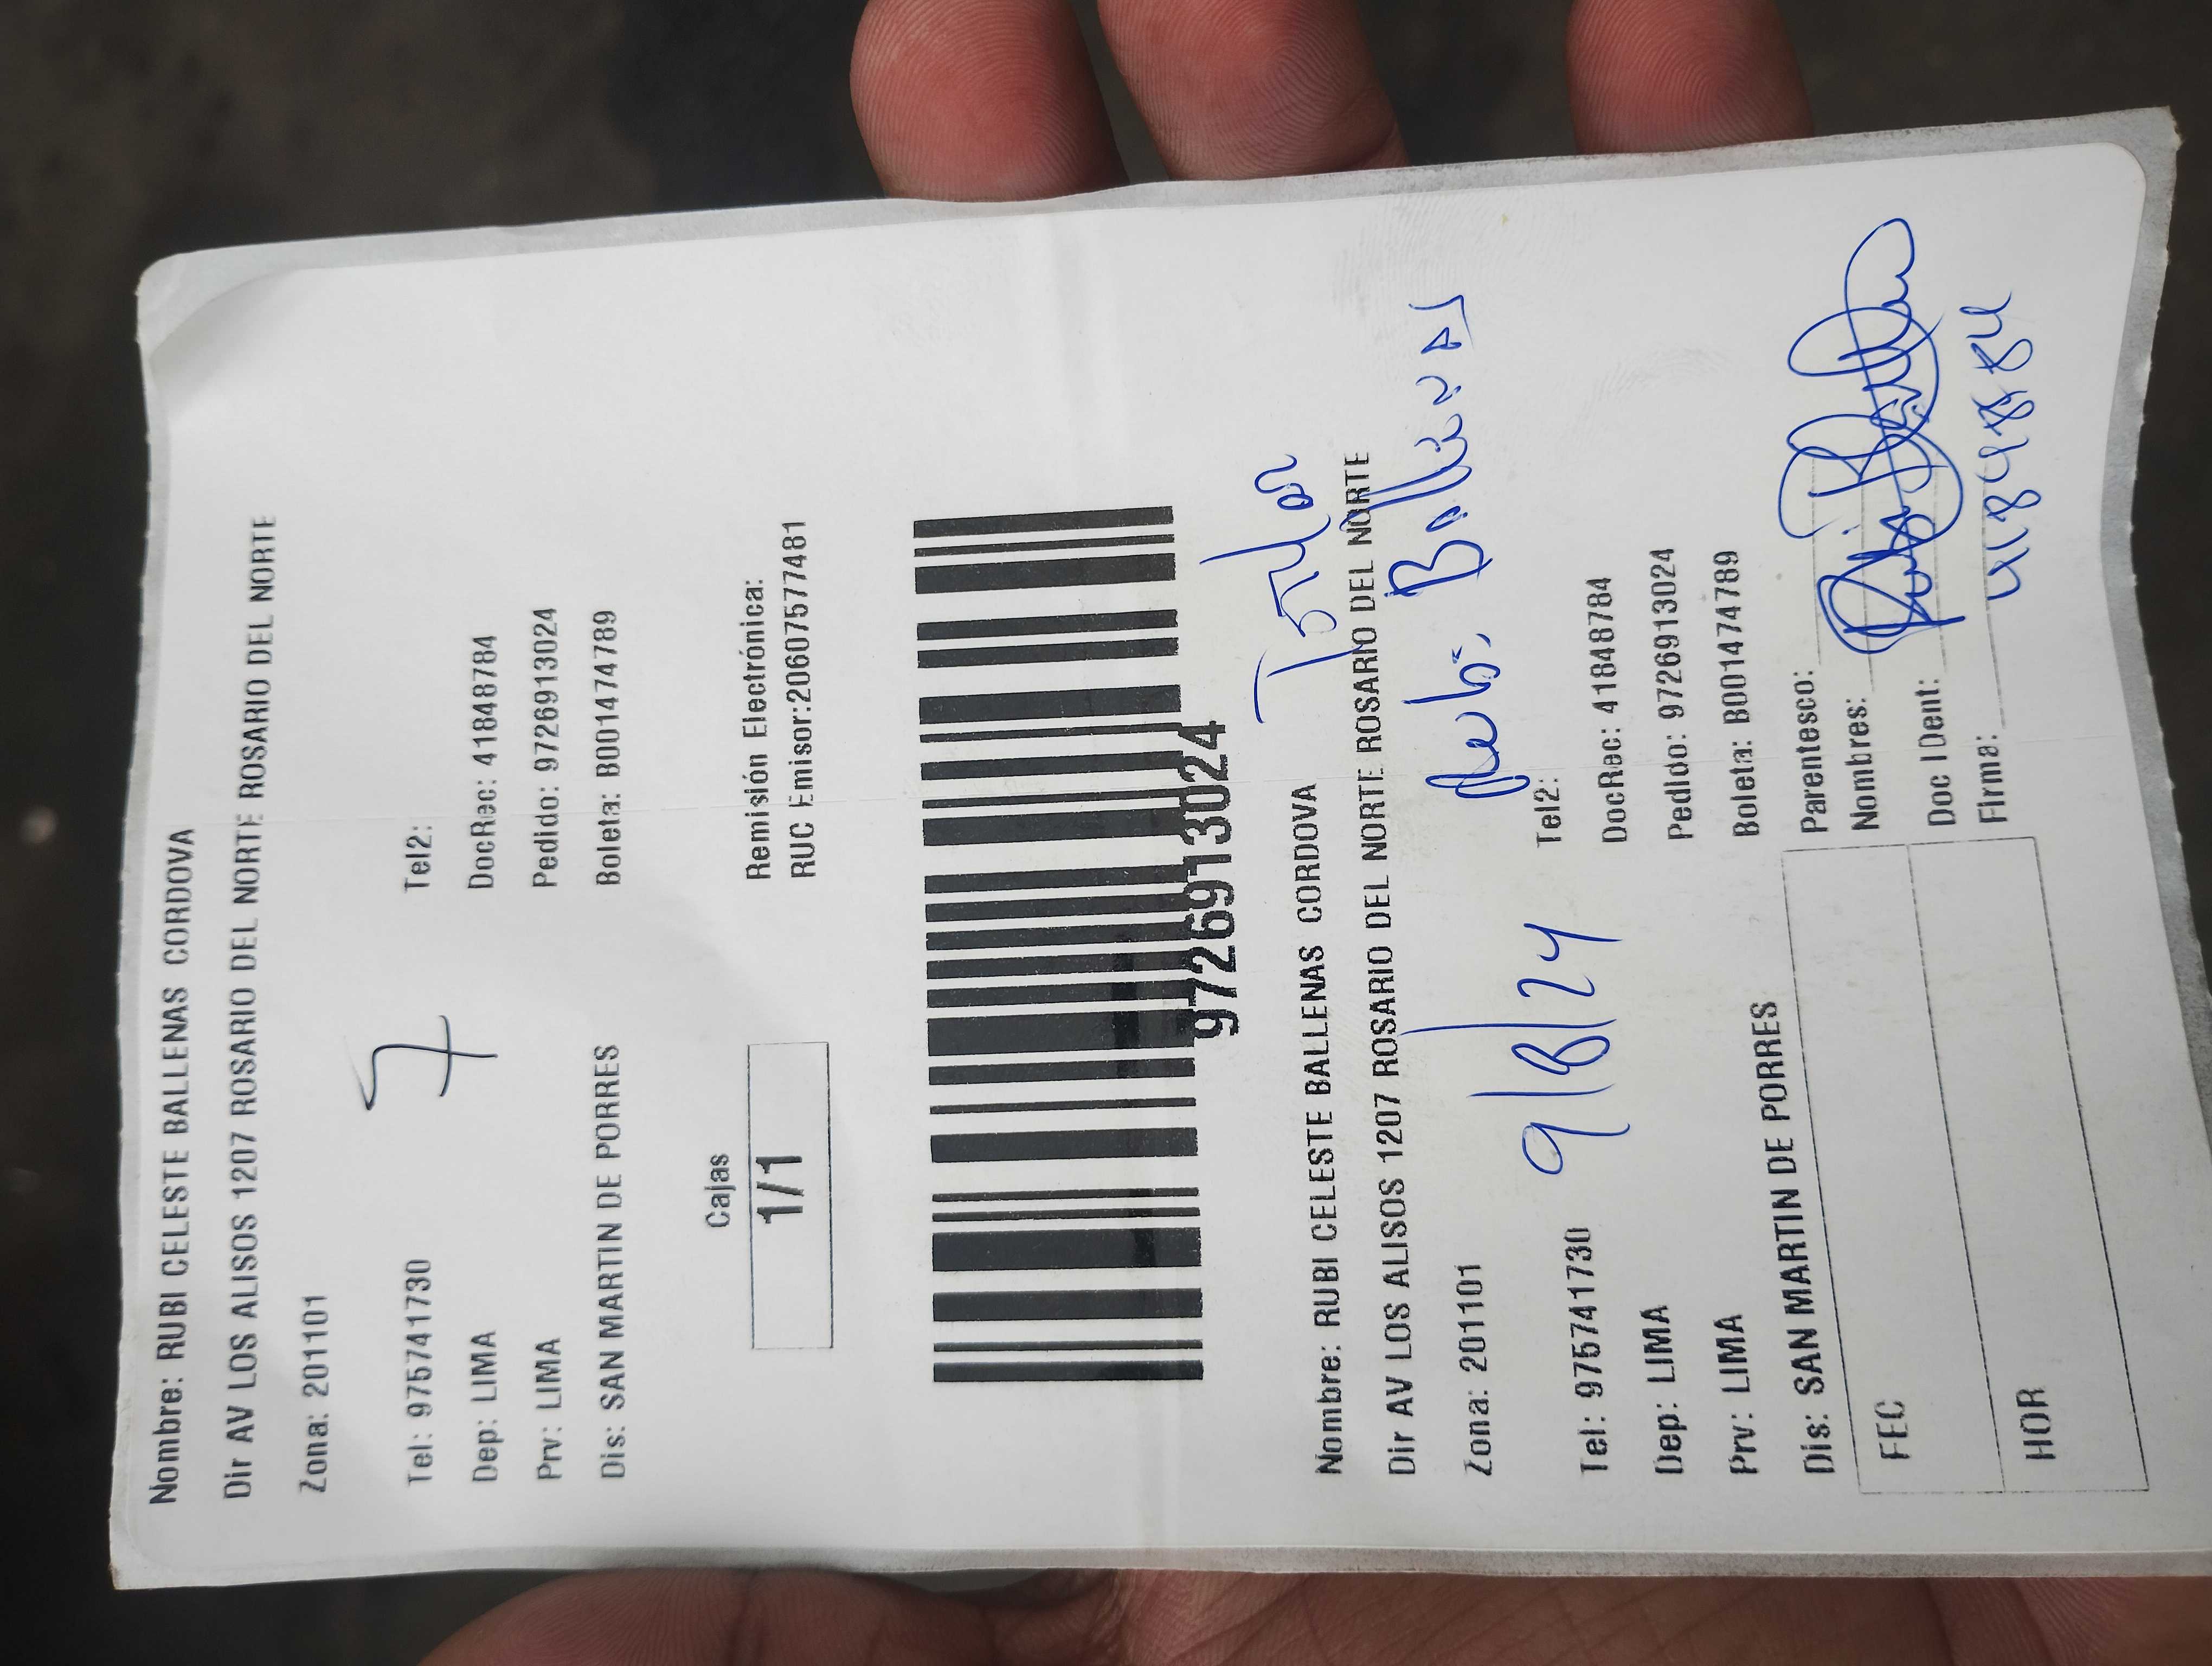 Nombre: RUBI CELESTE BALLENAS CORDOVA
Dir AV LOS ALISOS 1207 ROSARIO DEL NORTE ROSARIO DEL NORTE
Zona: 201101
7
Tel: 975741730 Tel2:
Dep: LIMA DocRec: 41848784
Prv: LIMA Pedido: 9726913024
Dis: SAN MARTIN DE PORRES Boleta: B001474789
Cajas Remisión Electrónica:
1/1 RUC Emisor:20607577481
9726913024
Nombre: RUBI CELESTE BALLENAS CORDOVA
Dir AV LOS ALISOS 1207 ROSARIO DEL NORTE ROSARIO DEL NORTE
Zona: 201101 Ballenas
9/8/24
Tel: 975741730 Tel2:
Dep: LIMA DocRec: 41848784
Prv: LIMA Pedido: 9726913024
Dis: SAN MARTIN DE PORRES Boleta: B001474789
FEC Parentesco:
Nombres:
HOR Doc IDent:
Firma: 41848784